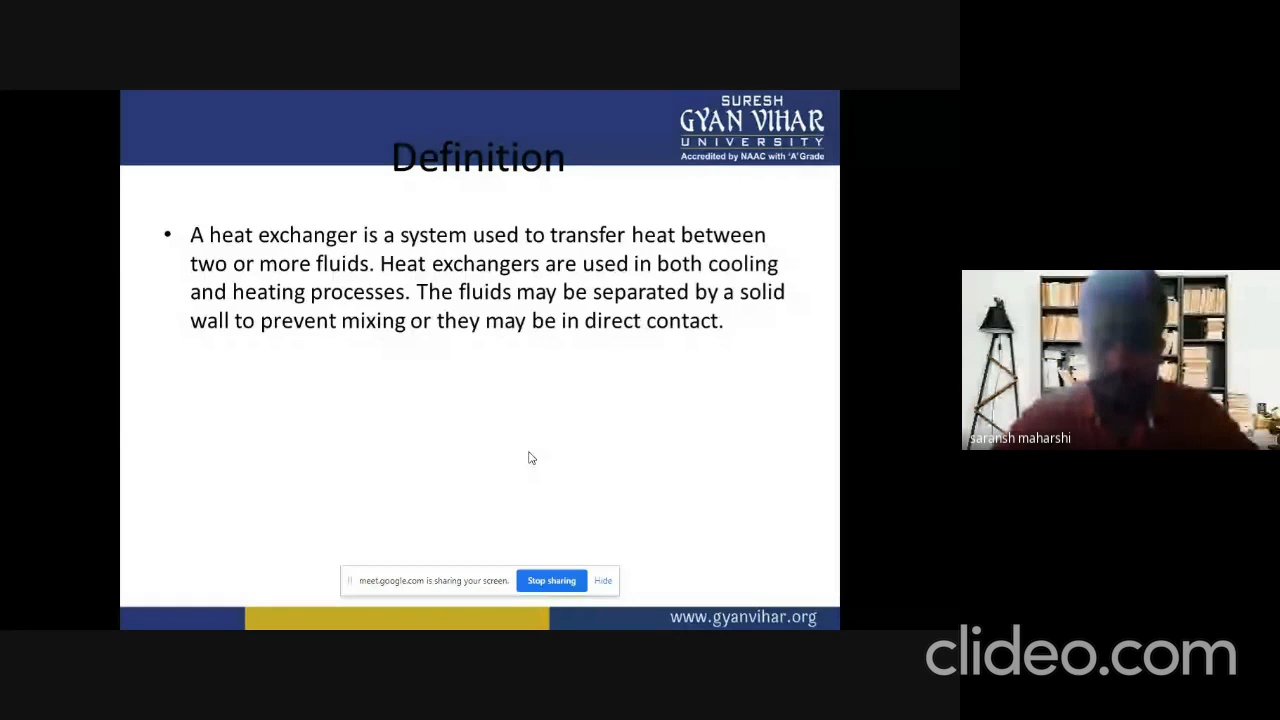 SURESH
GYAN VIHAR
UNIVERSITY
Accredited by NAAC with 'A' Grade
Definition
• A heat exchanger is a system used to transfer heat between
two or more fluids. Heat exchangers are used in both cooling
and heating processes. The fluids may be separated by a solid
wall to prevent mixing or they may be in direct contact.
saransh maharshi
meet.google.com is sharing your screen. Stop sharing Hide
www.gyanvihar.org
clideo.com